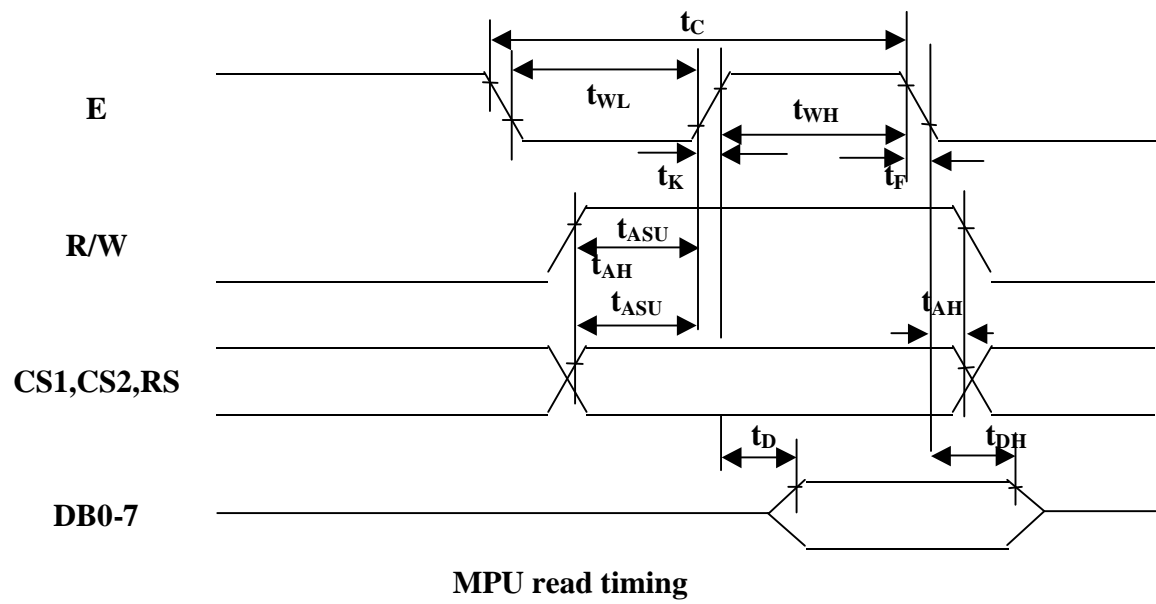 tC
E
tWL
tWH
tK
tF
R/W
tASU
tAH
tASU
tAH
CS1,CS2,RS
tD
tDH
DB0-7
MPU read timing